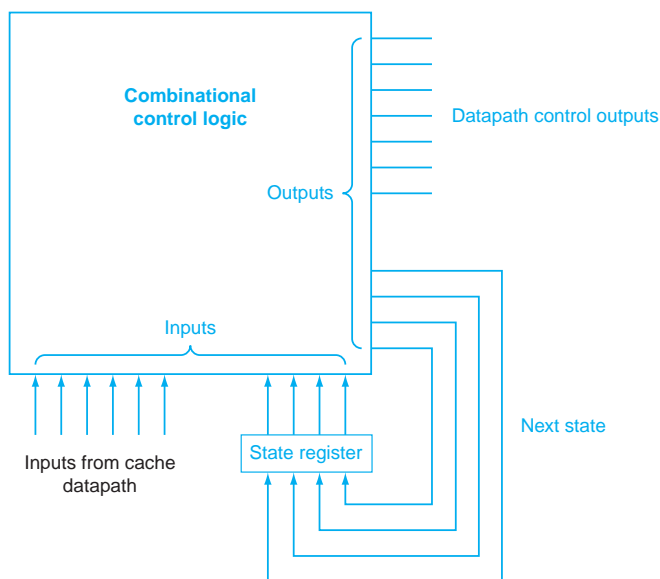 Combinational
control logic
Datapath control outputs
Outputs
Inputs
Next state
State register
Inputs from cache
datapath